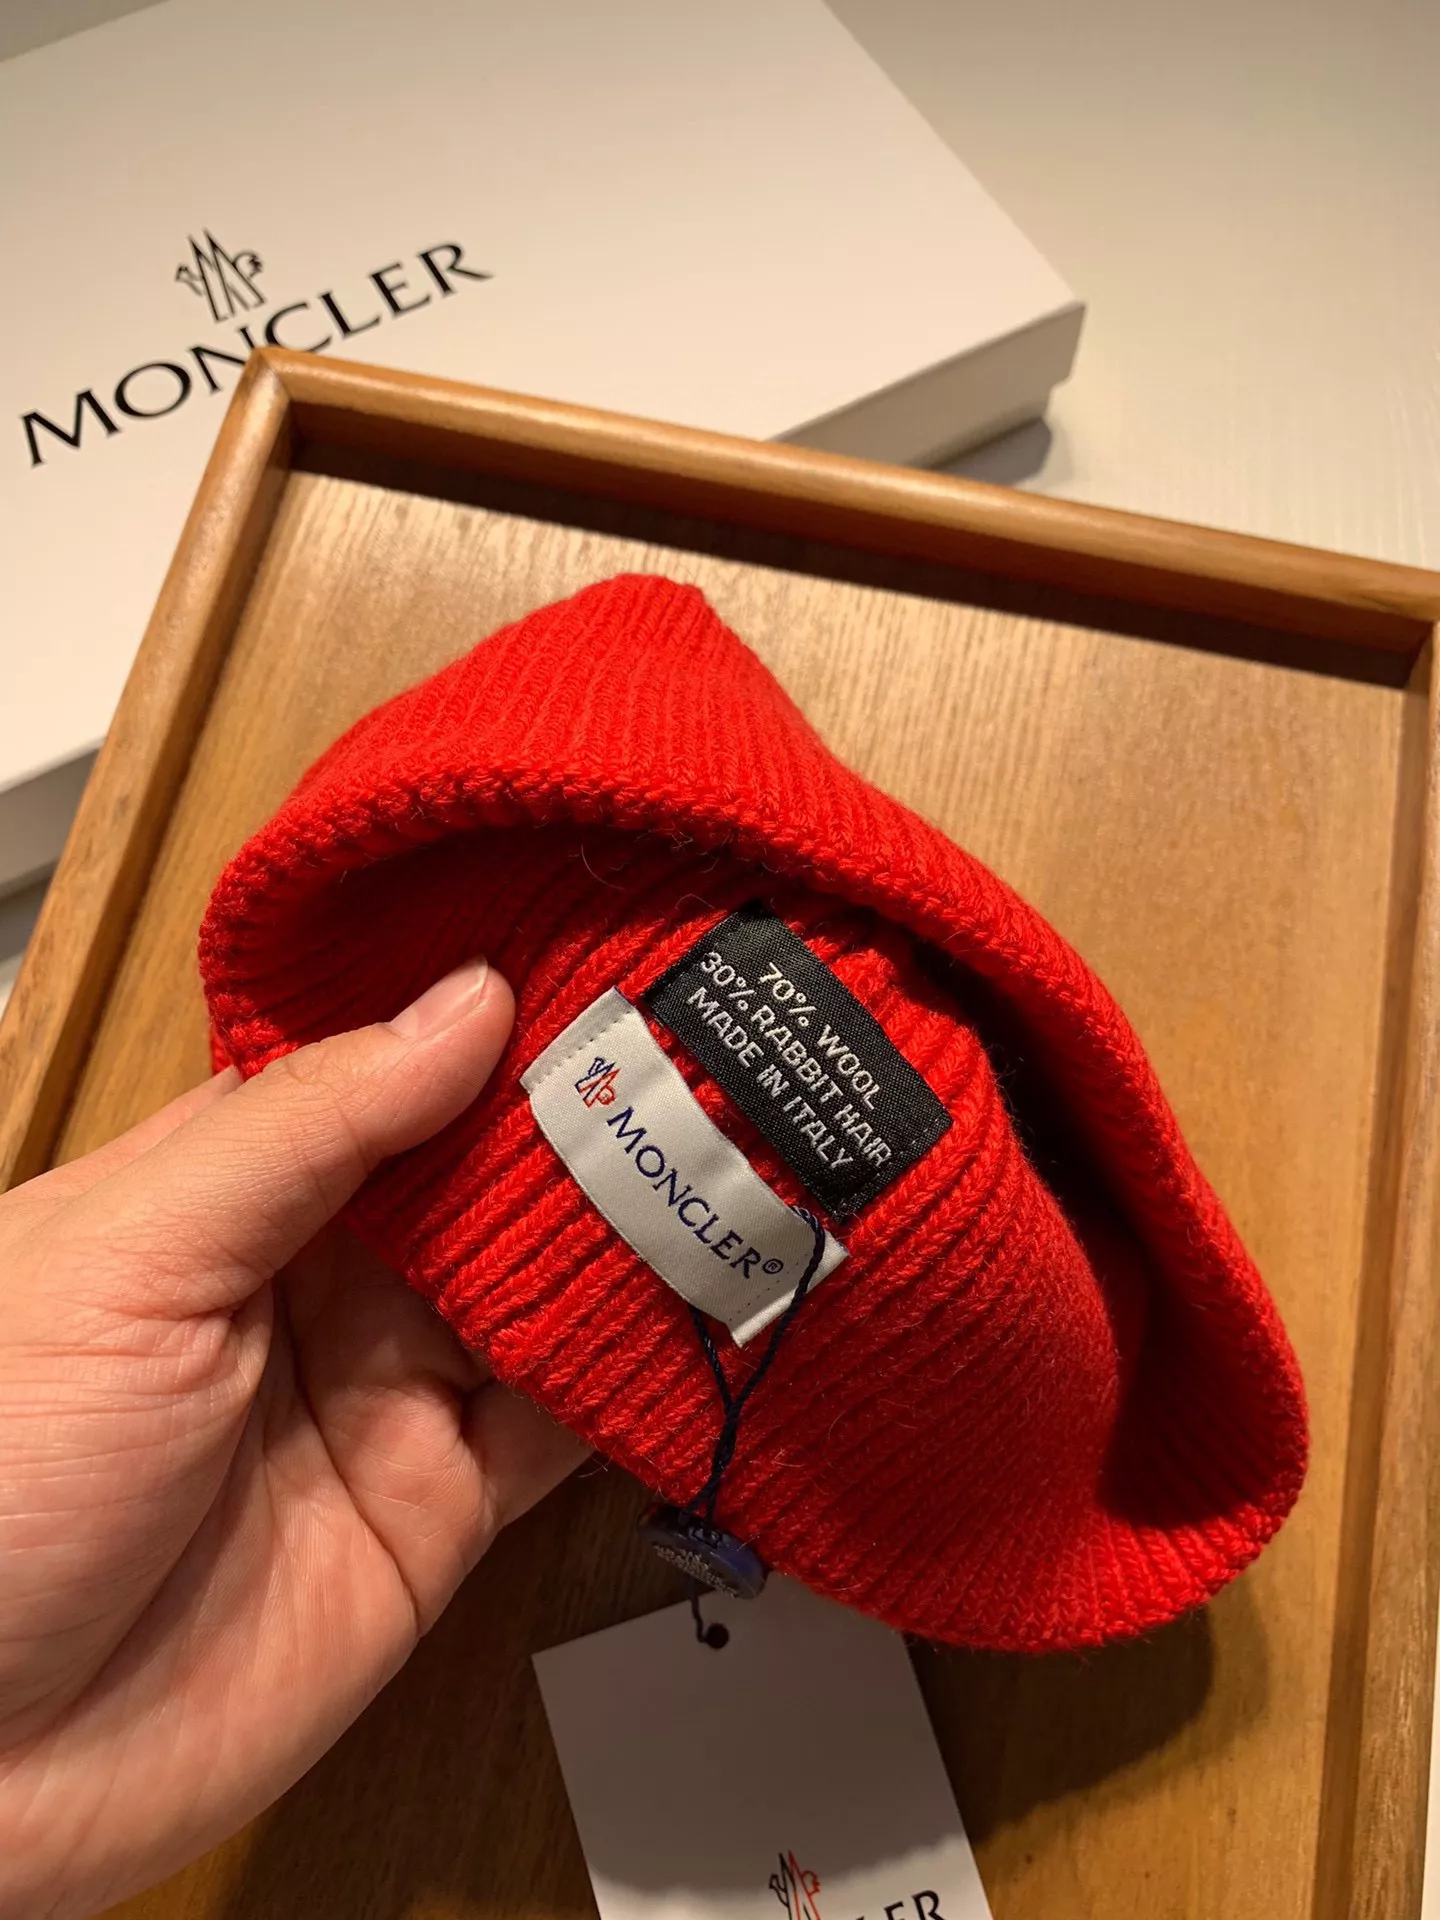 MONCLER
70% WOOL
30% RABBIT HAIR
MADE IN ITALY
MONCLER®